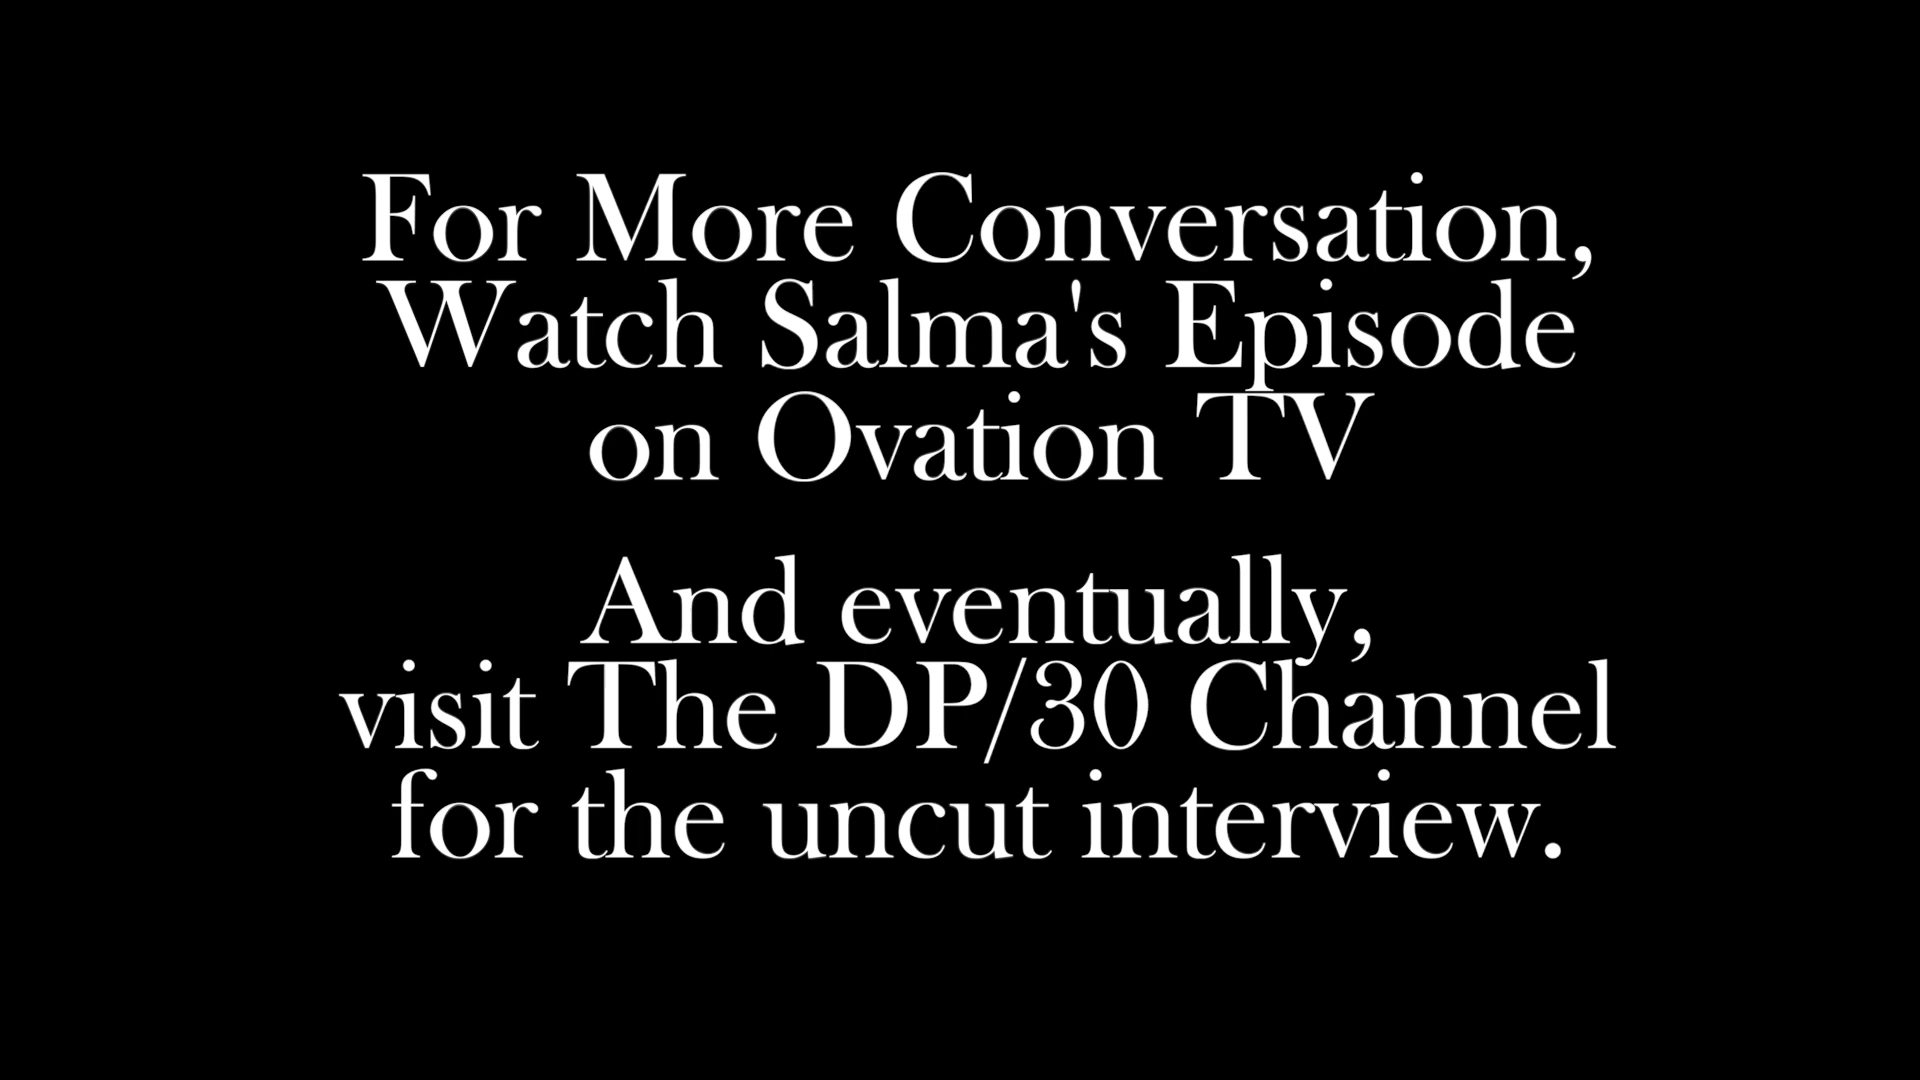 For More Conversation,
Watch Salma's Episode
on Ovation TV
And eventually,
visit The DP/30 Channel
for the uncut interview.